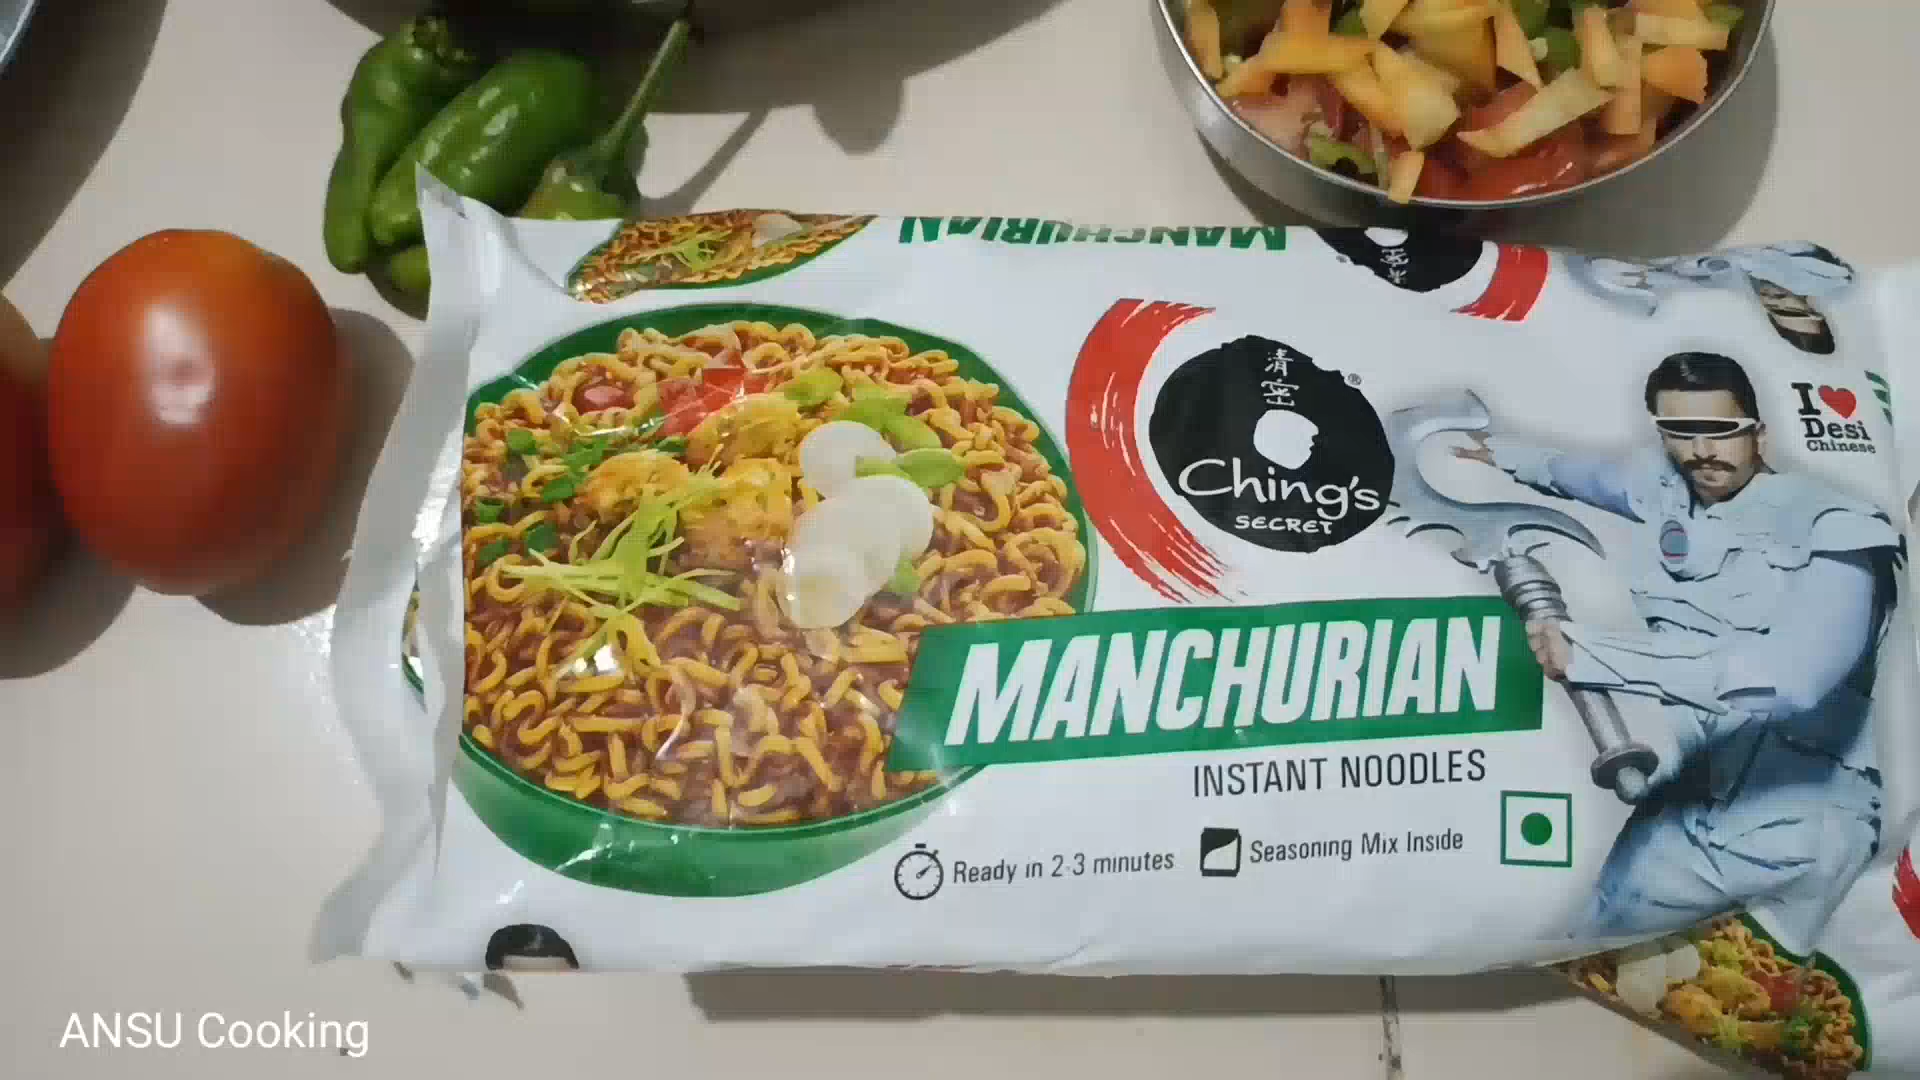 MANCHURIAN
清
宫
®
Ching's
SECRET
I ❤ Desi
Chinese
MANCHURIAN
INSTANT NOODLES
Ready in 2-3 minutes
Seasoning Mix Inside
ANSU Cooking